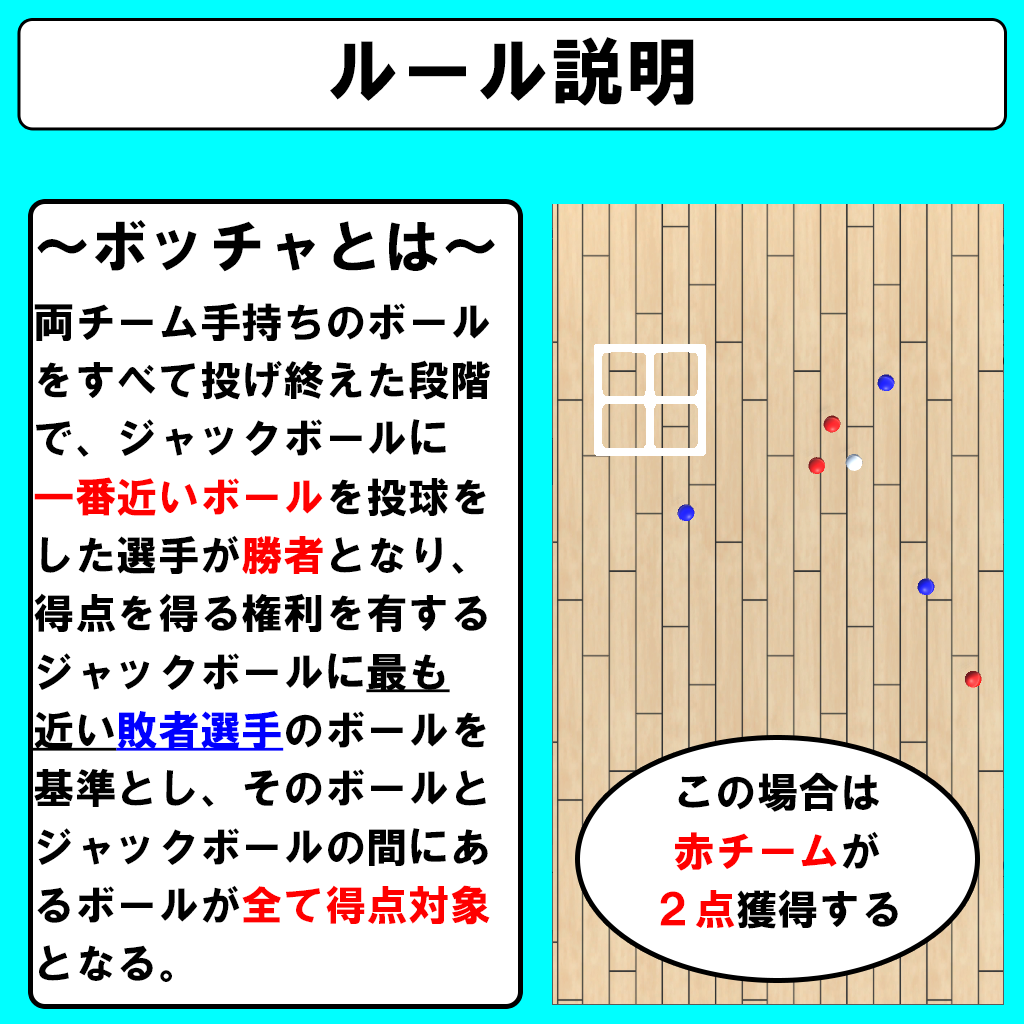 ルール説明
～ボッチャとは～
両チーム手持ちのボール
をすべて投げ終えた段階
で、ジャックボールに
一番近いボールを投球を
した選手が勝者となり、
得点を得る権利を有する
ジャックボールに最も
近い敗者選手のボールを
基準とし、そのボールと
ジャックボールの間にあ
るボールが全て得点対象
となる。
この場合は
赤チームが
２点獲得する